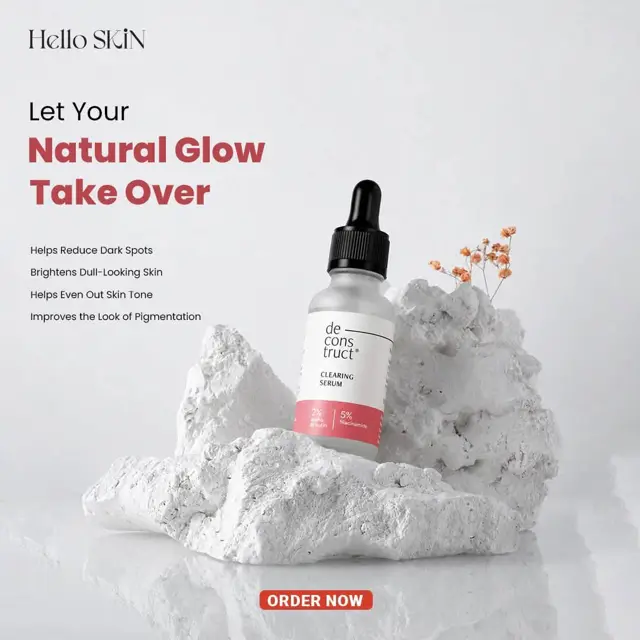 Hello SKiN
Let Your
Natural Glow
Take Over
Helps Reduce Dark Spots
Brightens Dull-Looking Skin
Helps Even Out Skin Tone
Improves the Look of Pigmentation
de
cons
truct®
CLEARING
SERUM
2%
5%
Niacinamide
ORDER NOW